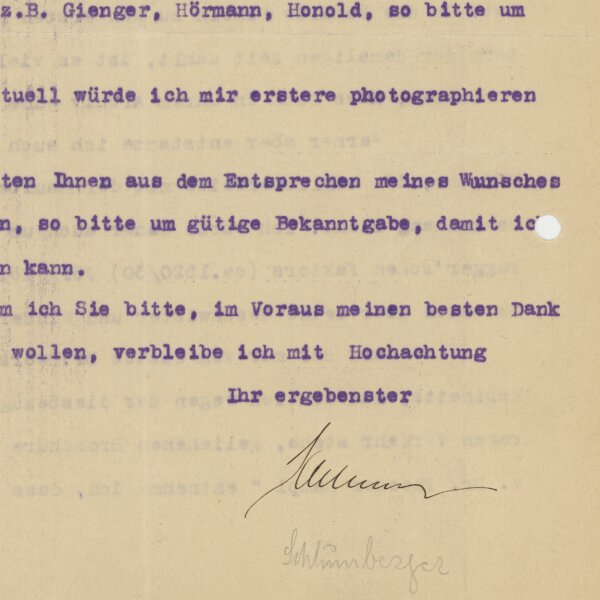 z.B. Gienger, Hörmann, Honold, so bitte um
tuell würde ich mir erstere photographieren
ten Ihnen aus dem Entsprechen meines Wunsches
n, so bitte um gütige Bekanntgabe, damit ic
n kann.
m ich Sie bitte, im Voraus meinen besten Dank
wollen, verbleibe ich mit Hochachtung
Ihr ergebenster
Schlumberger